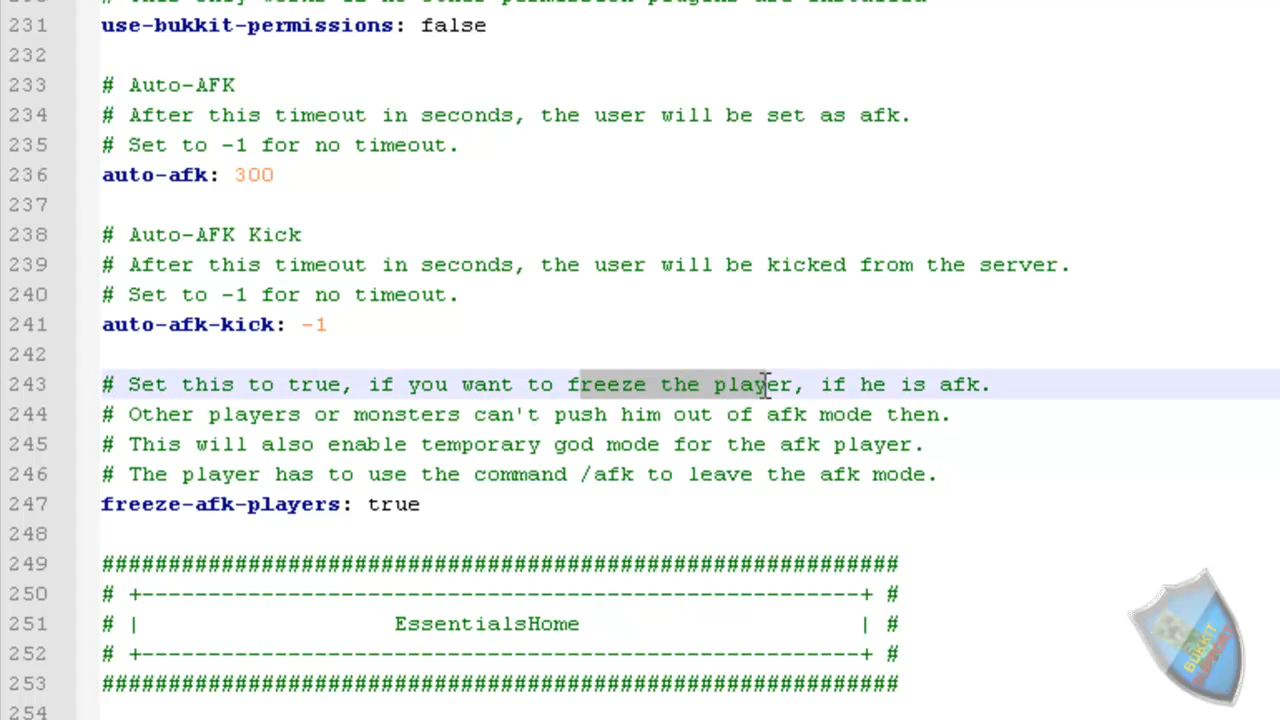 231 use-bukkit-permissions: false
232
233 # Auto-AFK
234 # After this timeout in seconds, the user will be set as afk.
235 # Set to -1 for no timeout.
236 auto-afk: 300
237
238 # Auto-AFK Kick
239 # After this timeout in seconds, the user will be kicked from the server.
240 # Set to -1 for no timeout.
241 auto-afk-kick: -1
242
243 # Set this to true, if you want to freeze the player, if he is afk.
244 # Other players or monsters can't push him out of afk mode then.
245 # This will also enable temporary god mode for the afk player.
246 # The player has to use the command /afk to leave the afk mode.
247 freeze-afk-players: true
248
249 ############################################################
250 # +------------------------------------------------------+ #
251 # | EssentialsHome | #
252 # +------------------------------------------------------+ #
253 ############################################################
254
BUKKIT